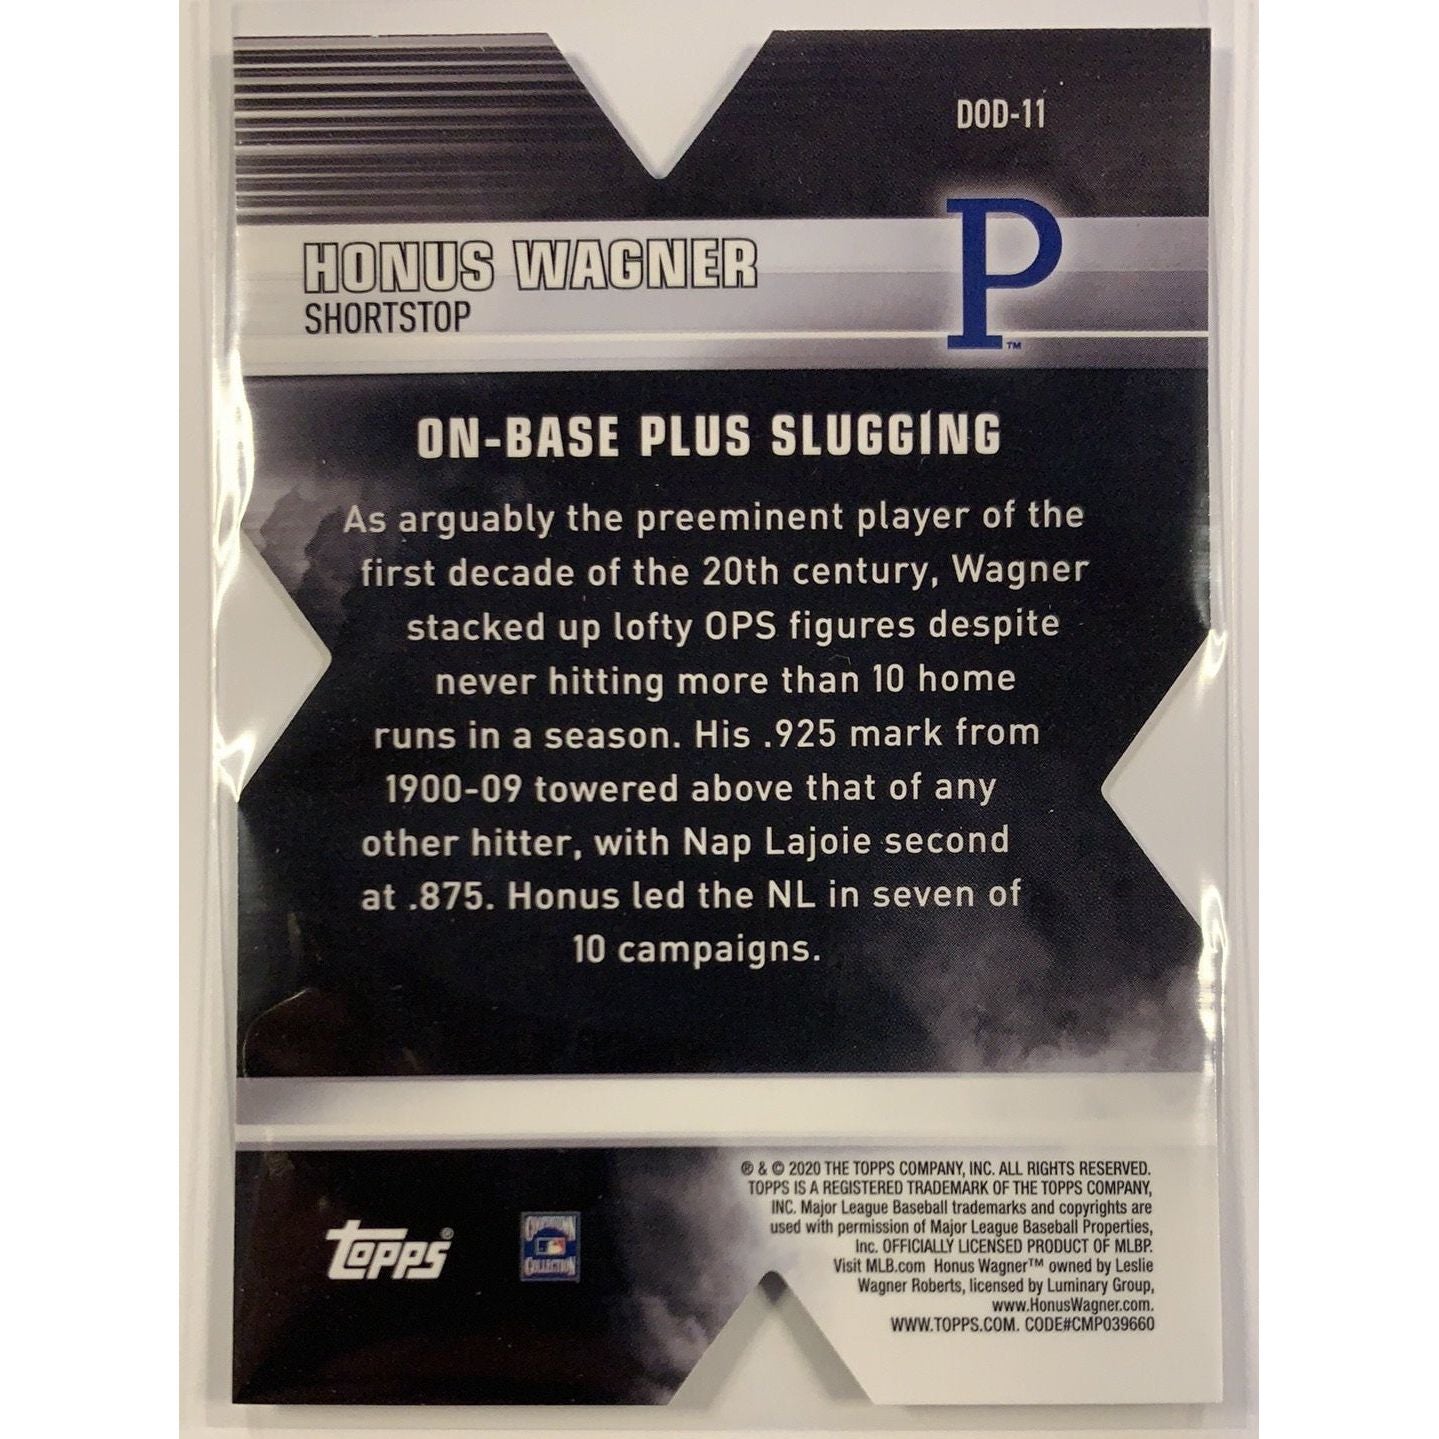 DOD-11
P
™
HONUS WAGNER
SHORTSTOP
ON-BASE PLUS SLUGGING
As arguably the preeminent player of the
first decade of the 20th century, Wagner
stacked up lofty OPS figures despite
never hitting more than 10 home
runs in a season. His .925 mark from
1900-09 towered above that of any
other hitter, with Nap Lajoie second
at .875. Honus led the NL in seven of
10 campaigns.
® & © 2020 THE TOPPS COMPANY, INC. ALL RIGHTS RESERVED.
TOPPS IS A REGISTERED TRADEMARK OF THE TOPPS COMPANY,
INC. Major League Baseball trademarks and copyrights are
used with permission of Major League Baseball Properties,
Inc. OFFICIALLY LICENSED PRODUCT OF MLBP.
Visit MLB.com Honus Wagner™ owned by Leslie
Wagner Roberts, licensed by Luminary Group,
www.HonusWagner.com.
WWW.TOPPS.COM. CODE#CMP039660
topps®
COOPERSTOWN
COLLECTION